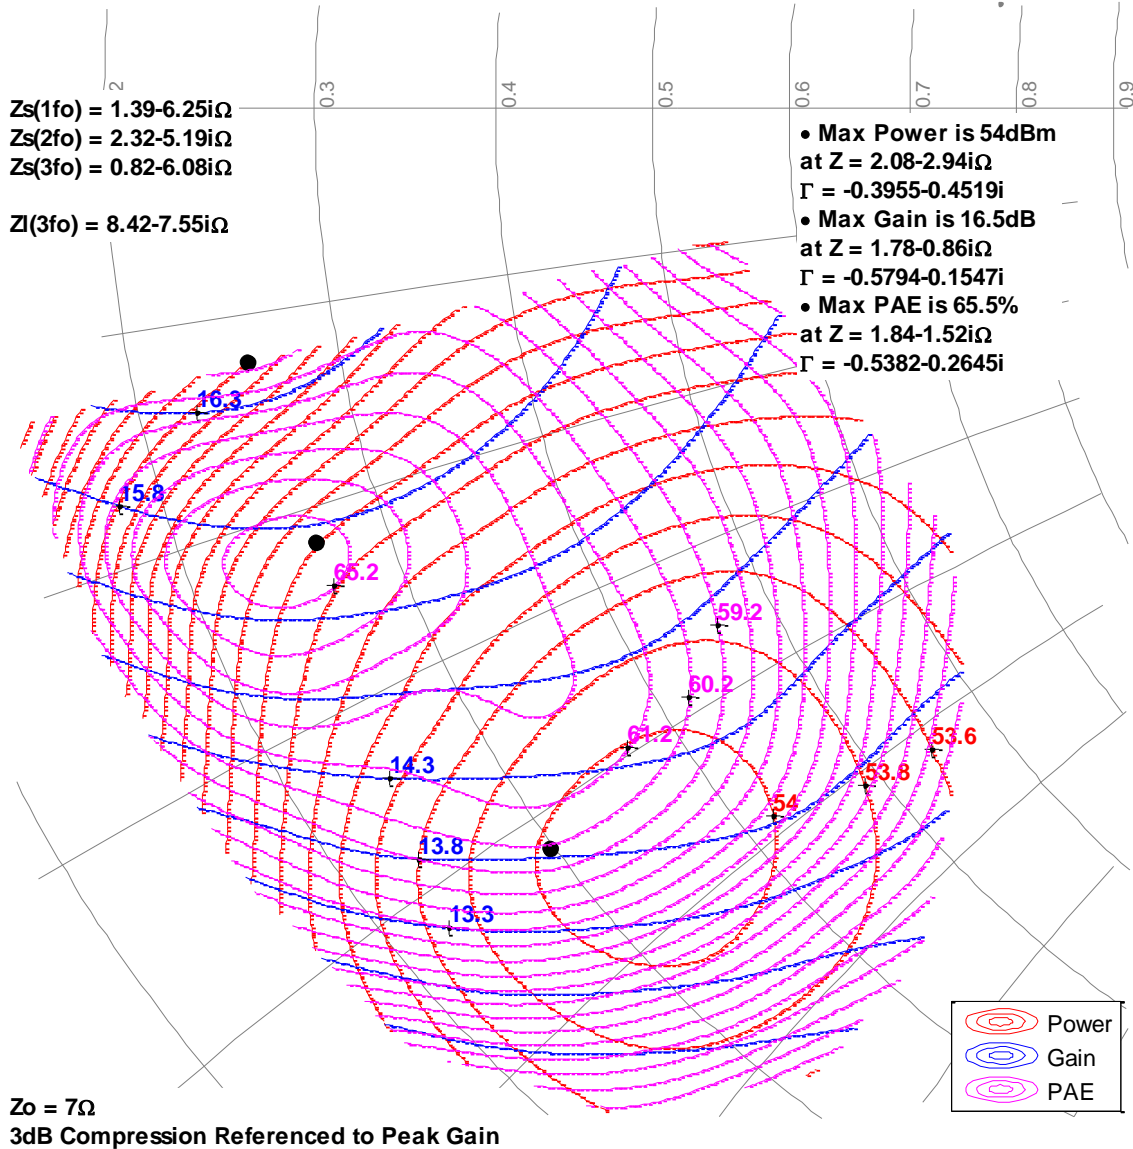 2
0.3
0.4
0.5
0.6
0.7
0.8
0.9
Zs(1fo) = 1.39-6.25iΩ
Zs(2fo) = 2.32-5.19iΩ
Zs(3fo) = 0.82-6.08iΩ
Zl(3fo) = 8.42-7.55iΩ
• Max Power is 54dBm
at Z = 2.08-2.94iΩ
Γ = -0.3955-0.4519i
• Max Gain is 16.5dB
at Z = 1.78-0.86iΩ
Γ = -0.5794-0.1547i
• Max PAE is 65.5%
at Z = 1.84-1.52iΩ
Γ = -0.5382-0.2645i
16.3
15.8
65.2
59.2
60.2
61.2
53.6
14.3
53.8
54
13.8
13.3
Power
Gain
PAE
Zo = 7Ω
3dB Compression Referenced to Peak Gain